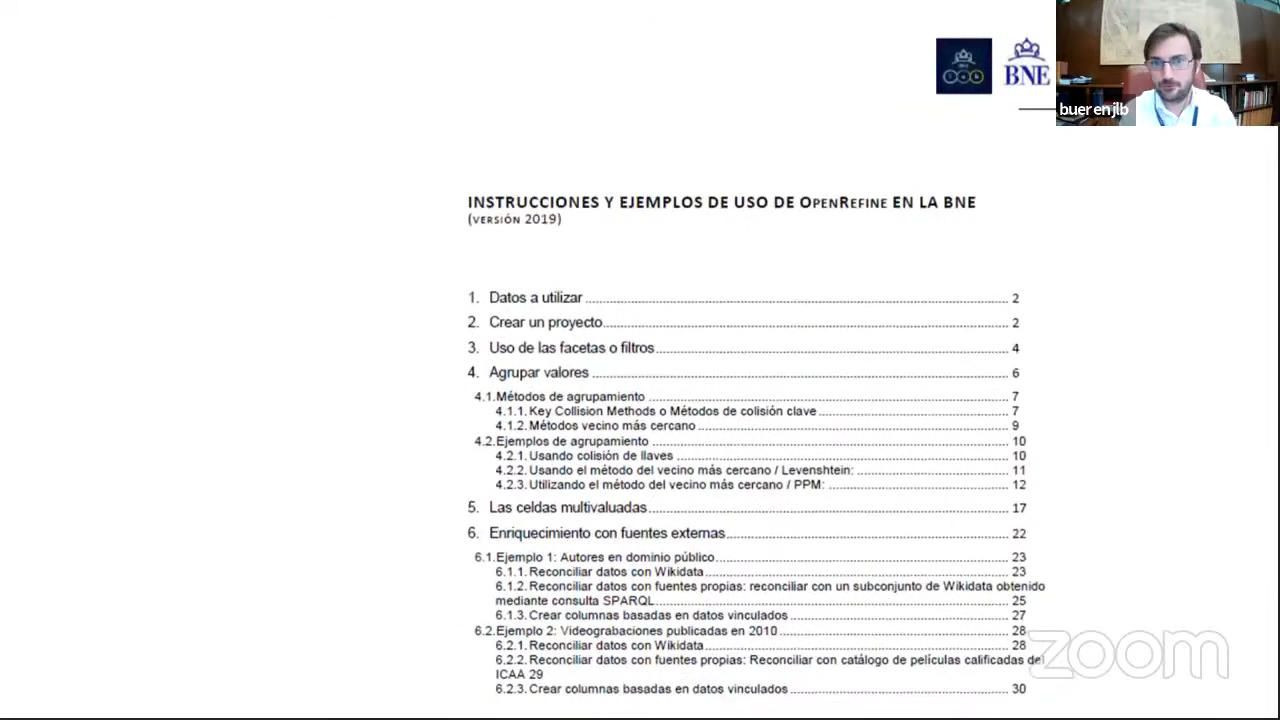 BNE
lab
BNE
buerenjlb
INSTRUCCIONES Y EJEMPLOS DE USO DE OPENREFINE EN LA BNE
(VERSIÓN 2019)
1. Datos a utilizar 2
2. Crear un proyecto 2
3. Uso de las facetas o filtros 4
4. Agrupar valores 6
4.1. Métodos de agrupamiento 7
4.1.1. Key Collision Methods o Métodos de colisión clave 7
4.1.2. Métodos vecino más cercano 9
4.2. Ejemplos de agrupamiento 10
4.2.1. Usando colisión de llaves 10
4.2.2. Usando el método del vecino más cercano / Levenshtein: 11
4.2.3. Utilizando el método del vecino más cercano / PPM: 12
5. Las celdas multivaluadas 17
6. Enriquecimiento con fuentes externas 22
6.1. Ejemplo 1: Autores en dominio público 23
6.1.1. Reconciliar datos con Wikidata 23
6.1.2. Reconciliar datos con fuentes propias: reconciliar con un subconjunto de Wikidata obtenido
mediante consulta SPARQL 25
6.1.3. Crear columnas basadas en datos vinculados 27
6.2. Ejemplo 2: Videograbaciones publicadas en 2010 28
6.2.1. Reconciliar datos con Wikidata 28
6.2.2. Reconciliar datos con fuentes propias: Reconciliar con catálogo de películas calificadas del
ICAA 29
6.2.3. Crear columnas basadas en datos vinculados 30
zoom